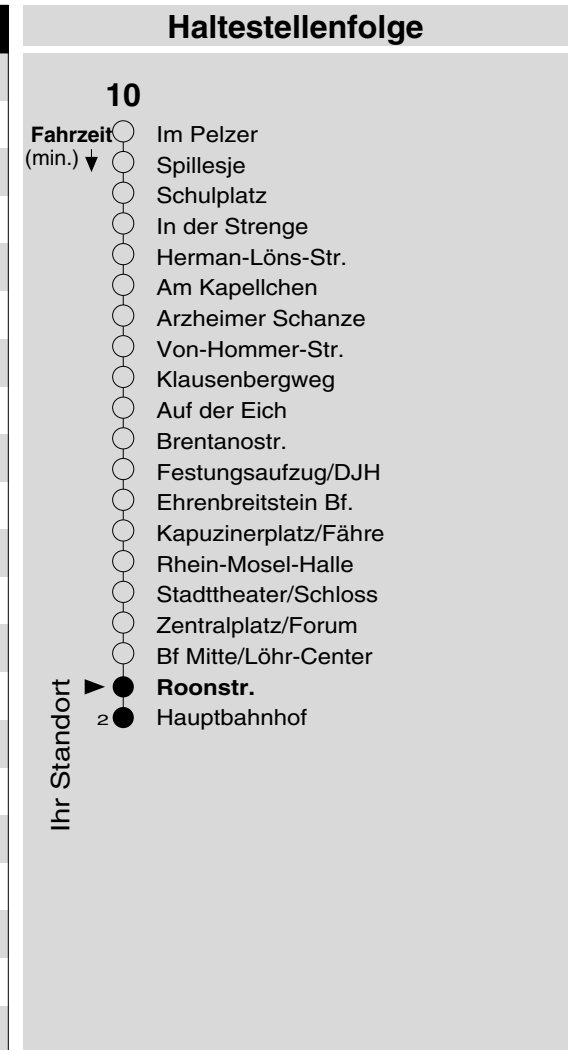 Haltestellenfolge
10
Fahrzeit
(min.)
Im Pelzer
Spillesje
Schulplatz
In der Strenge
Herman-Löns-Str.
Am Kapellchen
Arzheimer Schanze
Von-Hommer-Str.
Klausenbergweg
Auf der Eich
Brentanostr.
Festungsaufzug/DJH
Ehrenbreitstein Bf.
Kapuzinerplatz/Fähre
Rhein-Mosel-Halle
Stadttheater/Schloss
Zentralplatz/Forum
Bf Mitte/Löhr-Center
Roonstr.
2 Hauptbahnhof
Ihr Standort